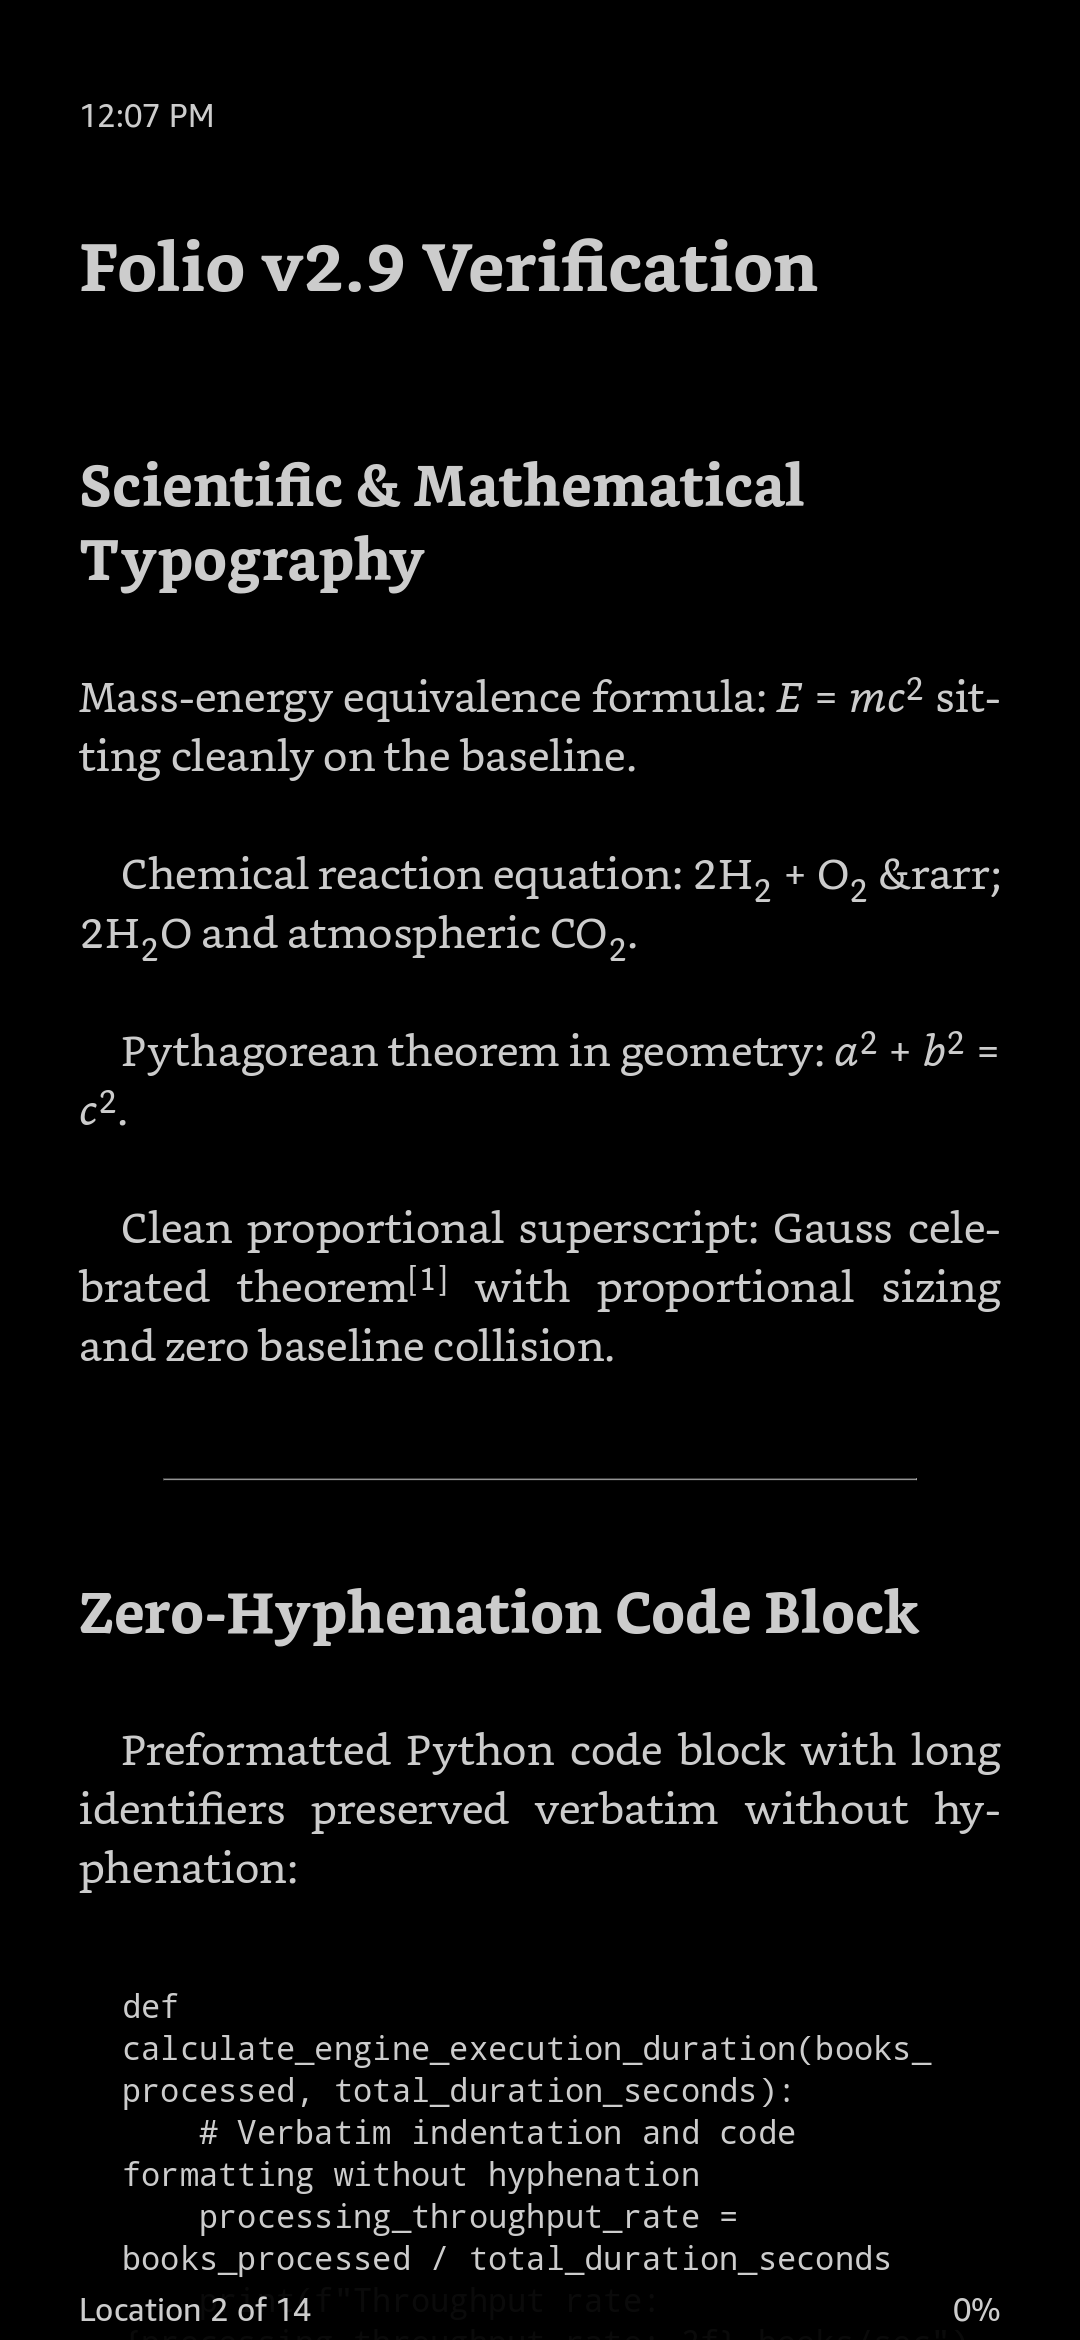 12:07 PM
Folio v2.9 Verification
Scientific & Mathematical
Typography
Mass-energy equivalence formula: E = mc² sit-
ting cleanly on the baseline.
Chemical reaction equation: 2H₂ + O₂ &rarr;
2H₂O and atmospheric CO₂.
Pythagorean theorem in geometry: a² + b² =
c².
Clean proportional superscript: Gauss cele-
brated theorem[1] with proportional sizing
and zero baseline collision.
Zero-Hyphenation Code Block
Preformatted Python code block with long
identifiers preserved verbatim without hy-
phenation:
def
calculate_engine_execution_duration(books_
processed, total_duration_seconds):
    # Verbatim indentation and code
formatting without hyphenation
    processing_throughput_rate =
books_processed / total_duration_seconds
    print(f"Throughput rate:
Location 2 of 14 0%